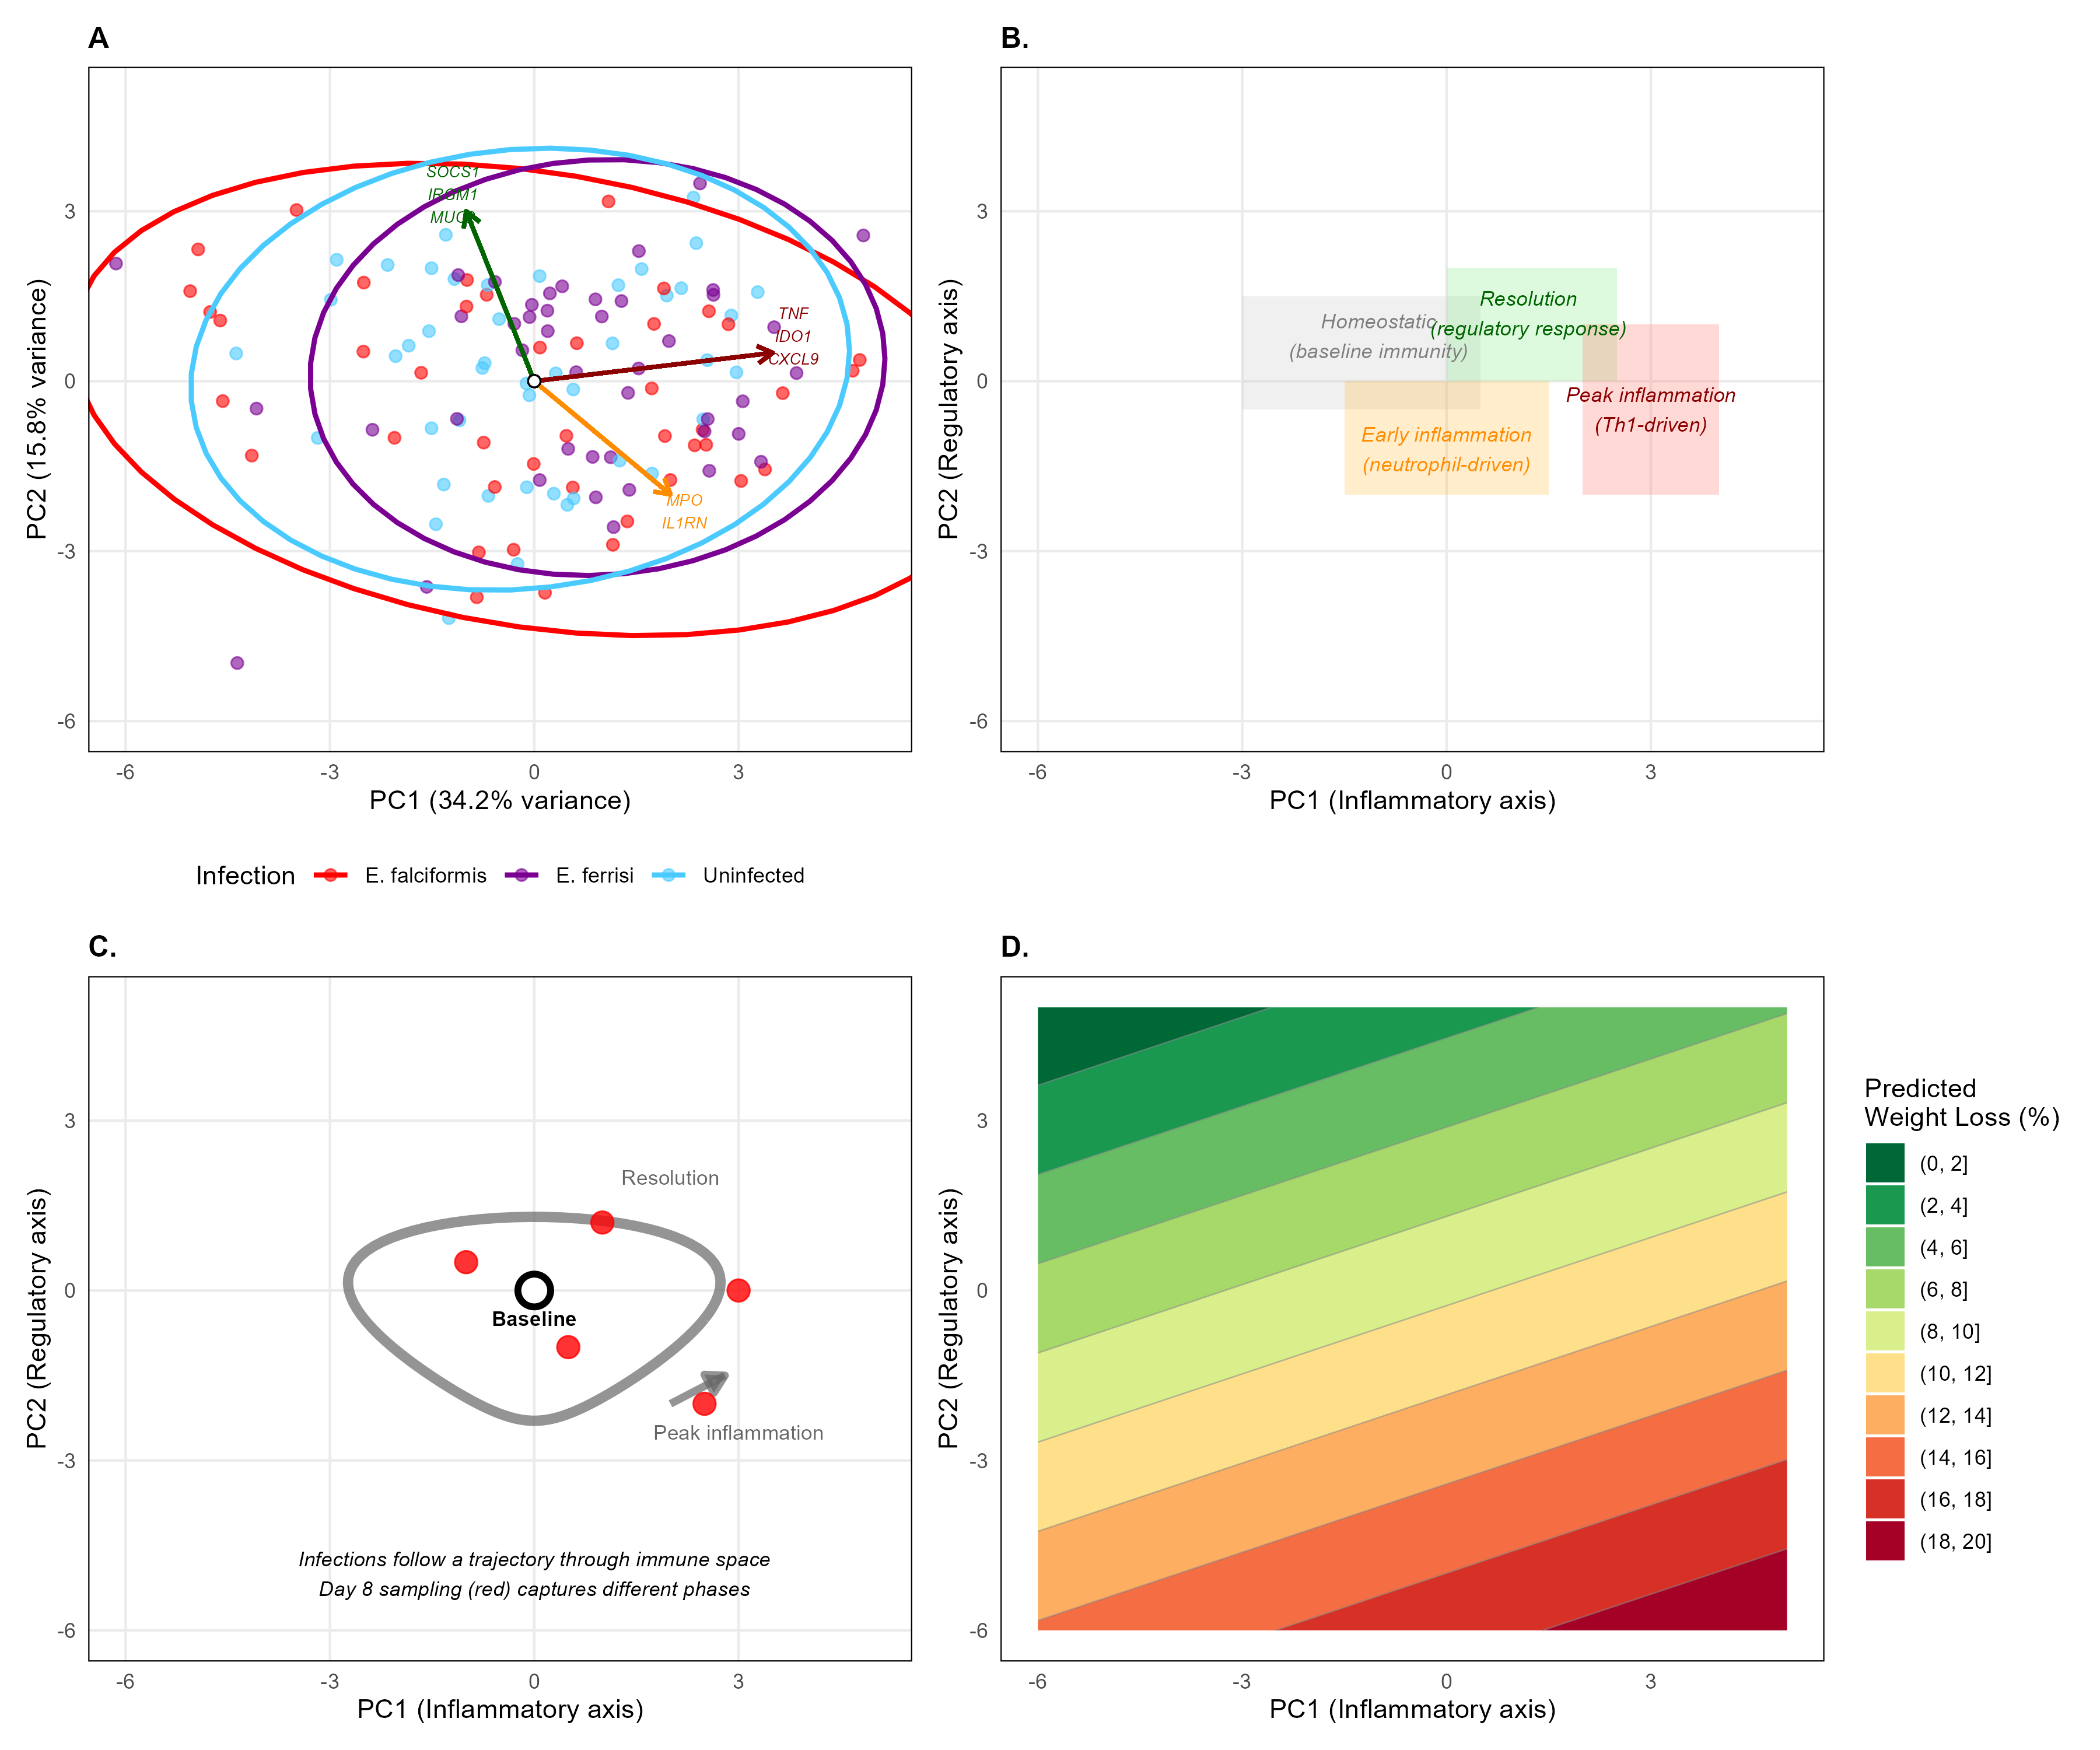 A
PC2 (15.8% variance)
3
0
-3
-6
SOCS1
IRGM1
TNF
IDO1
CXCL9
MPO
IL1RN
-6
-3
0
3
PC1 (34.2% variance)
Infection
E. falciformis
E. ferrisi
Uninfected
B.
PC2 (Regulatory axis)
3
0
-3
-6
Homeostatic
(baseline immunity)
Resolution
(regulatory response)
Early inflammation
(neutrophil-driven)
Peak inflammation
(Th1-driven)
-6
-3
0
3
PC1 (Inflammatory axis)
C.
PC2 (Regulatory axis)
3
0
-3
-6
Resolution
Baseline
Peak inflammation
Infections follow a trajectory through immune space
Day 8 sampling (red) captures different phases
-6
-3
0
3
PC1 (Inflammatory axis)
D.
PC2 (Regulatory axis)
3
0
-3
-6
-6
-3
0
3
PC1 (Inflammatory axis)
Predicted
Weight Loss (%)
(0, 2]
(2, 4]
(4, 6]
(6, 8]
(8, 10]
(10, 12]
(12, 14]
(14, 16]
(16, 18]
(18, 20]